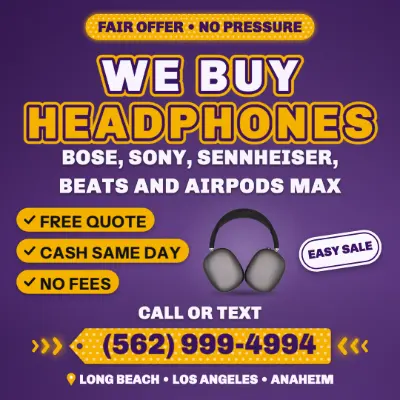 FAIR OFFER • NO PRESSURE
WE BUY
HEADPHONES
BOSE, SONY, SENNHEISER,
BEATS AND AIRPODS MAX
FREE QUOTE
CASH SAME DAY
NO FEES
EASY SALE
CALL OR TEXT
(562) 999-4994
LONG BEACH • LOS ANGELES • ANAHEIM